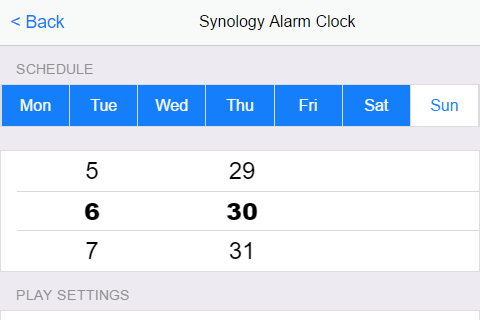 < Back Synology Alarm Clock
SCHEDULE
Mon Tue Wed Thu Fri Sat Sun
5 29
6 30
7 31
PLAY SETTINGS